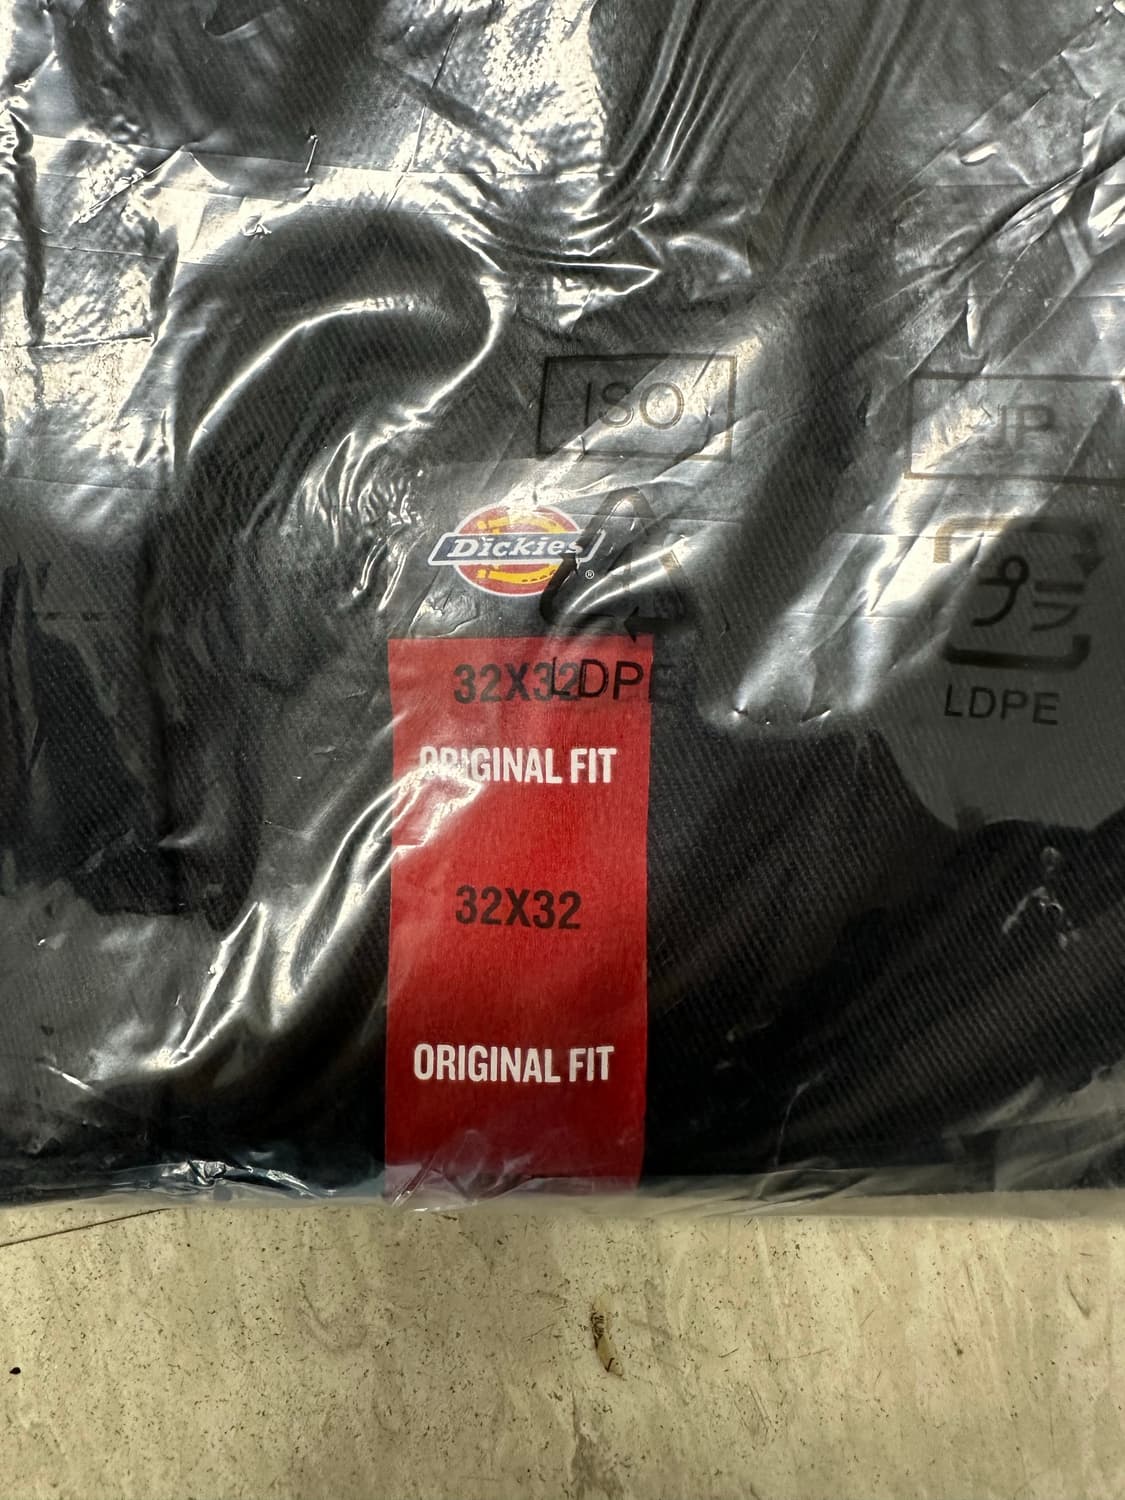 ISO
JP
Dickies
®
プラ
32X32
LDPE
LDPE
ORIGINAL FIT
32X32
ORIGINAL FIT